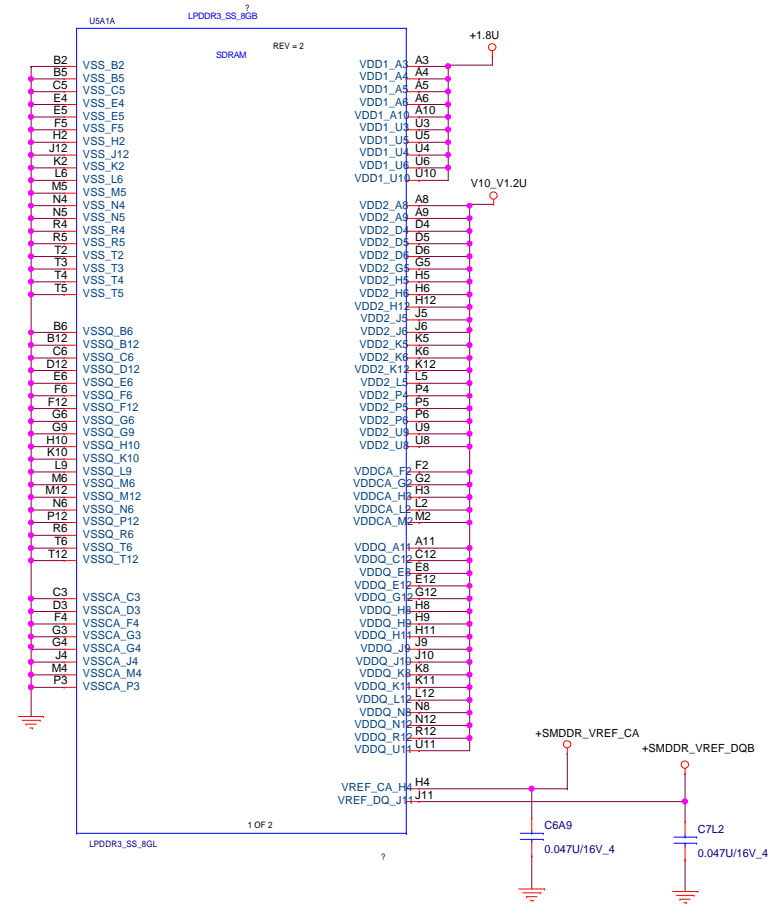 ?
LPDDR3_SS_8GB
U5A1A
SDRAM
REV = 2
B2 VSS_B2
B5 VSS_B5
C5 VSS_C5
E4 VSS_E4
E5 VSS_E5
F5 VSS_F5
H2 VSS_H2
J12 VSS_J12
K2 VSS_K2
L6 VSS_L6
M5 VSS_M5
N4 VSS_N4
N5 VSS_N5
R4 VSS_R4
R5 VSS_R5
T2 VSS_T2
T3 VSS_T3
T4 VSS_T4
T5 VSS_T5
B6 VSSQ_B6
B12 VSSQ_B12
C6 VSSQ_C6
D12 VSSQ_D12
E6 VSSQ_E6
F6 VSSQ_F6
F12 VSSQ_F12
G6 VSSQ_G6
G9 VSSQ_G9
H10 VSSQ_H10
K10 VSSQ_K10
L9 VSSQ_L9
M6 VSSQ_M6
M12 VSSQ_M12
N6 VSSQ_N6
P12 VSSQ_P12
R6 VSSQ_R6
T6 VSSQ_T6
T12 VSSQ_T12
C3 VSSCA_C3
D3 VSSCA_D3
F4 VSSCA_F4
G3 VSSCA_G3
G4 VSSCA_G4
J4 VSSCA_J4
M4 VSSCA_M4
P3 VSSCA_P3
+1.8U
VDD1_A3 A3
VDD1_A4 A4
VDD1_A5 A5
VDD1_A6 A6
VDD1_A10 A10
VDD1_U3 U3
VDD1_U5 U5
VDD1_U4 U4
VDD1_U6 U6
VDD1_U10 U10
V10_V1.2U
VDD2_A8 A8
VDD2_A9 A9
VDD2_D4 D4
VDD2_D5 D5
VDD2_D6 D6
VDD2_G5 G5
VDD2_H5 H5
VDD2_H6 H6
VDD2_H12 H12
VDD2_J5 J5
VDD2_J6 J6
VDD2_K5 K5
VDD2_K6 K6
VDD2_K12 K12
VDD2_L5 L5
VDD2_P4 P4
VDD2_P5 P5
VDD2_P6 P6
VDD2_U9 U9
VDD2_U8 U8
VDDCA_F2 F2
VDDCA_G2 G2
VDDCA_H3 H3
VDDCA_L2 L2
VDDCA_M2 M2
VDDQ_A11 A11
VDDQ_C12 C12
VDDQ_E8 E8
VDDQ_E12 E12
VDDQ_G12 G12
VDDQ_H8 H8
VDDQ_H9 H9
VDDQ_H11 H11
VDDQ_J9 J9
VDDQ_J10 J10
VDDQ_K8 K8
VDDQ_K11 K11
VDDQ_L12 L12
VDDQ_N8 N8
VDDQ_N12 N12
VDDQ_R12 R12
VDDQ_U11 U11
+SMDDR_VREF_CA
+SMDDR_VREF_DQB
VREF_CA_H4 H4
VREF_DQ_J11 J11
C6A9
0.047U/16V_4
C7L2
0.047U/16V_4
1 OF 2
LPDDR3_SS_8GL
?